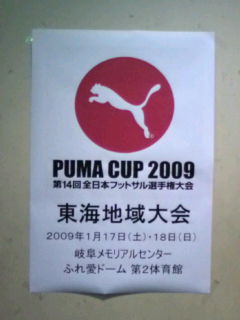 PUMA CUP 2009
第14回全日本フットサル選手権大会
東海地域大会
2009年1月17日(土)・18日(日)
岐阜メモリアルセンター
ふれ愛ドーム 第2体育館